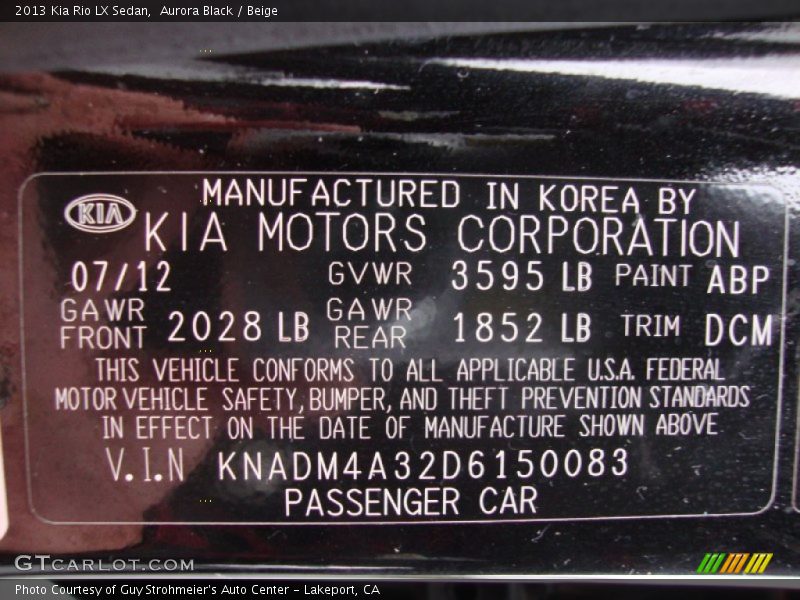 2013 Kia Rio LX Sedan,  Aurora Black / Beige
KIA
MANUFACTURED IN KOREA BY
KIA MOTORS CORPORATION
07/12 GVWR 3595 LB PAINT ABP
GAWR FRONT 2028 LB GAWR REAR 1852 LB TRIM DCM
THIS VEHICLE CONFORMS TO ALL APPLICABLE U.S.A. FEDERAL
MOTOR VEHICLE SAFETY, BUMPER, AND THEFT PREVENTION STANDARDS
IN EFFECT ON THE DATE OF MANUFACTURE SHOWN ABOVE
V.I.N KNADM4A32D6150083
PASSENGER CAR
GTCarLot.com
Photo Courtesy of Guy Strohmeier's Auto Center - Lakeport, CA